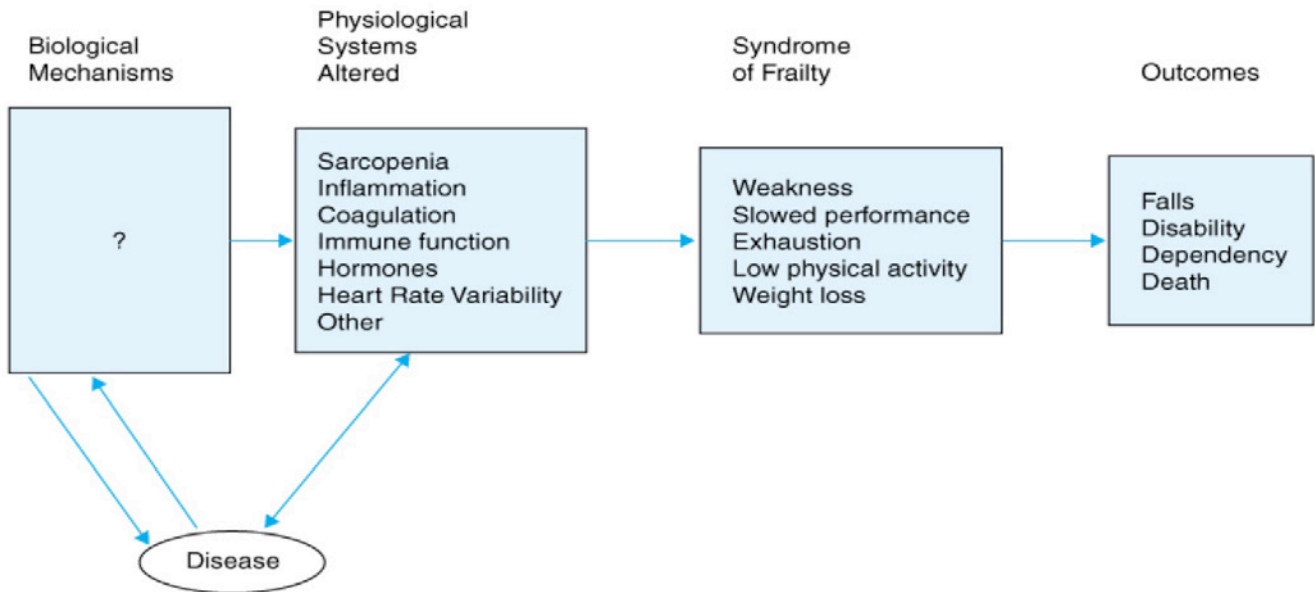 Biological
Mechanisms
Physiological
Systems
Altered
Syndrome
of Frailty
Outcomes
?
Sarcopenia
Inflammation
Coagulation
Immune function
Hormones
Heart Rate Variability
Other
Weakness
Slowed performance
Exhaustion
Low physical activity
Weight loss
Falls
Disability
Dependency
Death
Disease